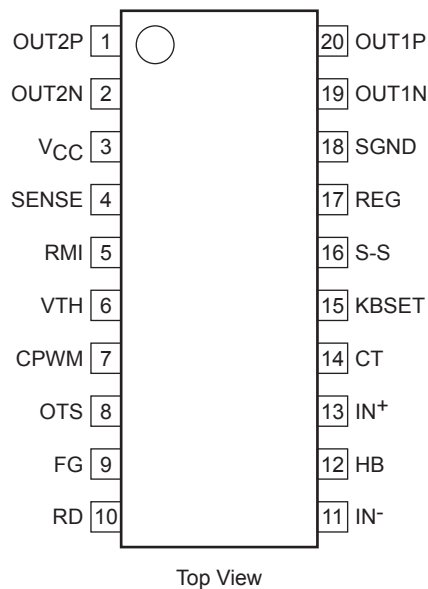 OUT2P 1 20 OUT1P
OUT2N 2 19 OUT1N
VCC 3 18 SGND
SENSE 4 17 REG
RMI 5 16 S-S
VTH 6 15 KBSET
CPWM 7 14 CT
OTS 8 13 IN+
FG 9 12 HB
RD 10 11 IN-
Top View